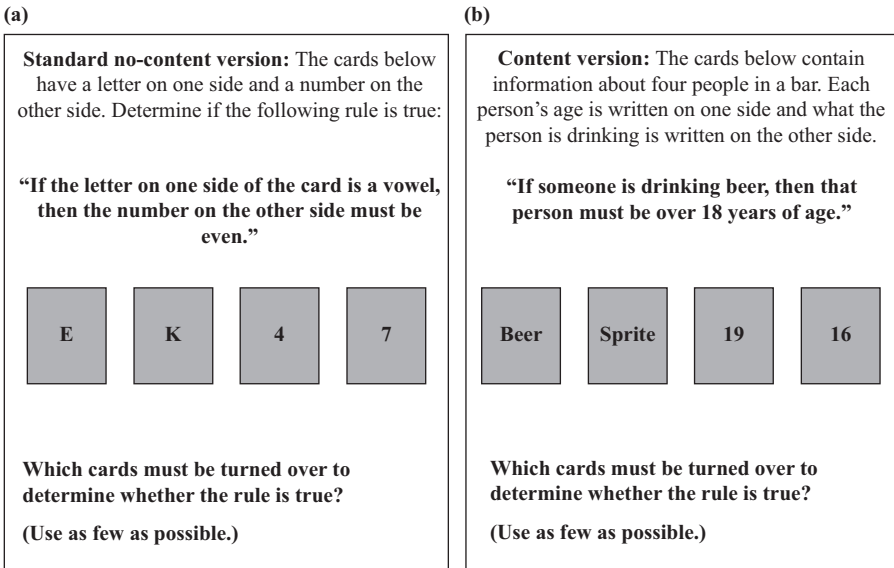 (a)
Standard no-content version: The cards below
have a letter on one side and a number on the
other side. Determine if the following rule is true:
“If the letter on one side of the card is a vowel,
then the number on the other side must be
even.”
E
K
4
7
Which cards must be turned over to
determine whether the rule is true?
(Use as few as possible.)
(b)
Content version: The cards below contain
information about four people in a bar. Each
person’s age is written on one side and what the
person is drinking is written on the other side.
“If someone is drinking beer, then that
person must be over 18 years of age.”
Beer
Sprite
19
16
Which cards must be turned over to
determine whether the rule is true?
(Use as few as possible.)